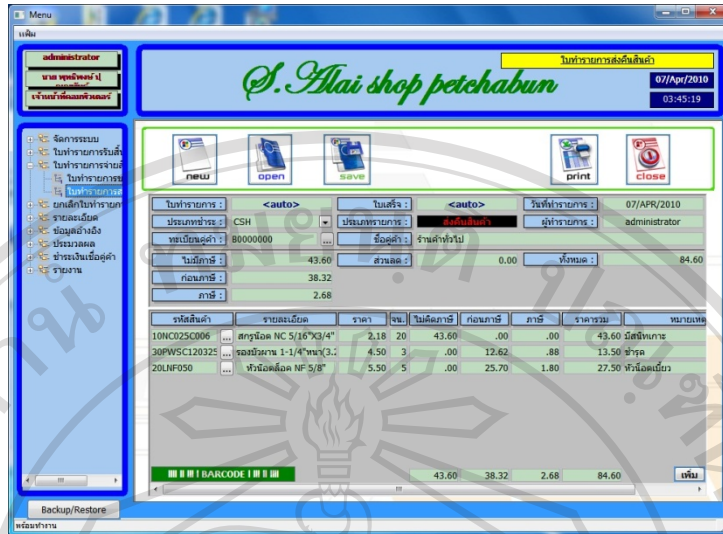 Menu
แฟ้ม
administrator
เจ้าหน้าที่คอมพิวเตอร์
S. Alai shop petchabun
ใบทำรายการส่งคืนสินค้า
07/Apr/2010
03:45:19
จัดการระบบ
ใบทำรายการรับสิ
ใบทำรายการจ่ายสิ
ใบทำรายการข
ใบทำรายการส
ยกเลิกใบทำรายกา
รายละเอียด
ข้อมูลอ้างอิง
ประมวลผล
ชำระเงินเชื่อคู่ค้า
รายงาน
new open save print close
ใบทำรายการ : <auto> ใบเสร็จ : <auto> วันที่ทำรายการ : 07/APR/2010
ประเภทชำระ : CSH ประเภทรายการ : ส่งคืนสินค้า ผู้ทำรายการ : administrator
ทะเบียนคู่ค้า : B0000000 ... ชื่อคู่ค้า : ร้านค้าทั่วไป
ไม่มีภาษี : 43.60 ส่วนลด : 0.00 ทั้งหมด : 84.60
ก่อนภาษี : 38.32
ภาษี : 2.68
รหัสสินค้า รายละเอียด ราคา จน. ไม่คิดภาษี ก่อนภาษี ภาษี ราคารวม หมายเหตุ
10NC025C006 ... สกรูน๊อต NC 5/16"X3/4" 2.18 20 43.60 .00 .00 43.60 มีสนิทเกาะ
30PWSC120325 ... รองบัวผาน 1-1/4"หนา(3.2 4.50 3 .00 12.62 .88 13.50 ชำรุด
20LNF050 ... หัวน๊อตล็อค NF 5/8" 5.50 5 .00 25.70 1.80 27.50 หัวน๊อตเบี้ยว
BARCODE 43.60 38.32 2.68 84.60 เพิ่ม
Backup/Restore
พร้อมทำงาน